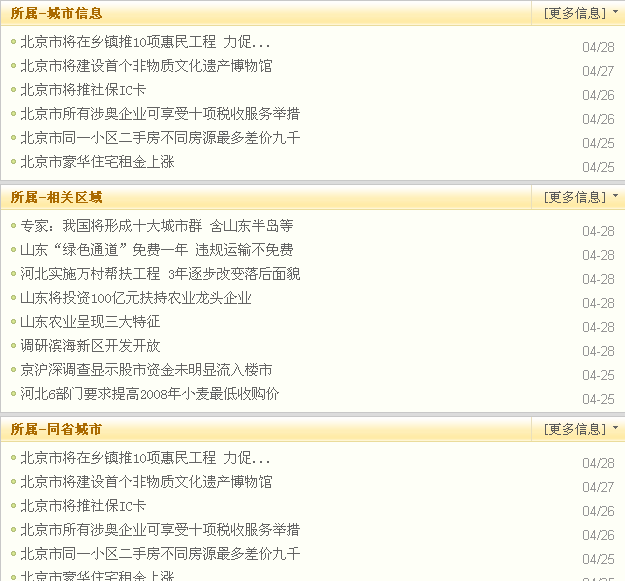 所属-城市信息 [更多信息]
北京市将在乡镇推10项惠民工程 力促... 04/28
北京市将建设首个非物质文化遗产博物馆 04/27
北京市将推社保IC卡 04/26
北京市所有涉奥企业可享受十项税收服务举措 04/26
北京市同一小区二手房不同房源最多差价九千 04/25
北京市豪华住宅租金上涨 04/25
所属-相关区域 [更多信息]
专家：我国将形成十大城市群 含山东半岛等 04-28
山东“绿色通道”免费一年 违规运输不免费 04-28
河北实施万村帮扶工程 3年逐步改变落后面貌 04-28
山东将投资100亿元扶持农业龙头企业 04-28
山东农业呈现三大特征 04-28
调研滨海新区开发开放 04-28
京沪深调查显示股市资金未明显流入楼市 04-25
河北6部门要求提高2008年小麦最低收购价 04-25
所属-同省城市 [更多信息]
北京市将在乡镇推10项惠民工程 力促... 04/28
北京市将建设首个非物质文化遗产博物馆 04/27
北京市将推社保IC卡 04/26
北京市所有涉奥企业可享受十项税收服务举措 04/26
北京市同一小区二手房不同房源最多差价九千 04/25
北京市豪华住宅租金上涨